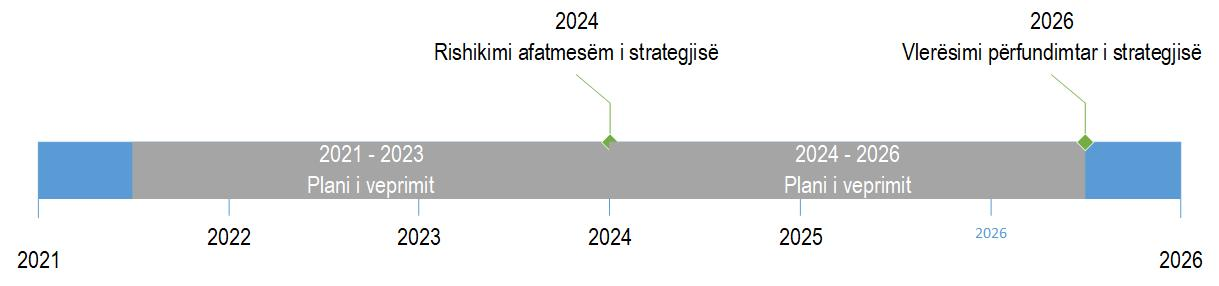 2024
Rishikimi afatmesëm i strategjisë
2026
Vlerësimi përfundimtar i strategjisë
2021 - 2023
Plani i veprimit
2024 - 2026
Plani i veprimit
2021
2022
2023
2024
2025
2026
2026